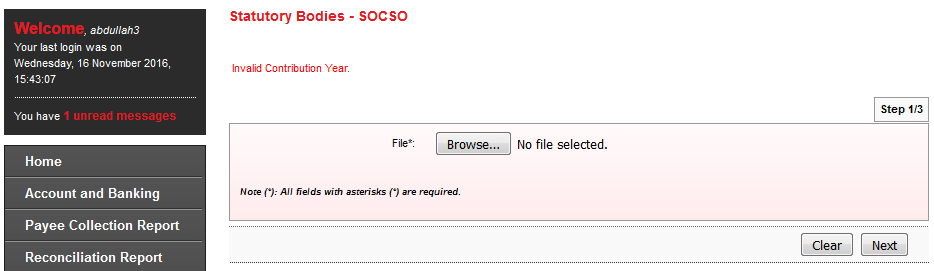 Welcome, abdullah3
Your last login was on
Wednesday, 16 November 2016,
15:43:07
You have 1 unread messages
Home
Account and Banking
Payee Collection Report
Reconciliation Report
Statutory Bodies - SOCSO
Invalid Contribution Year.
Step 1/3
File*: Browse... No file selected.
Note (*): All fields with asterisks (*) are required.
Clear Next